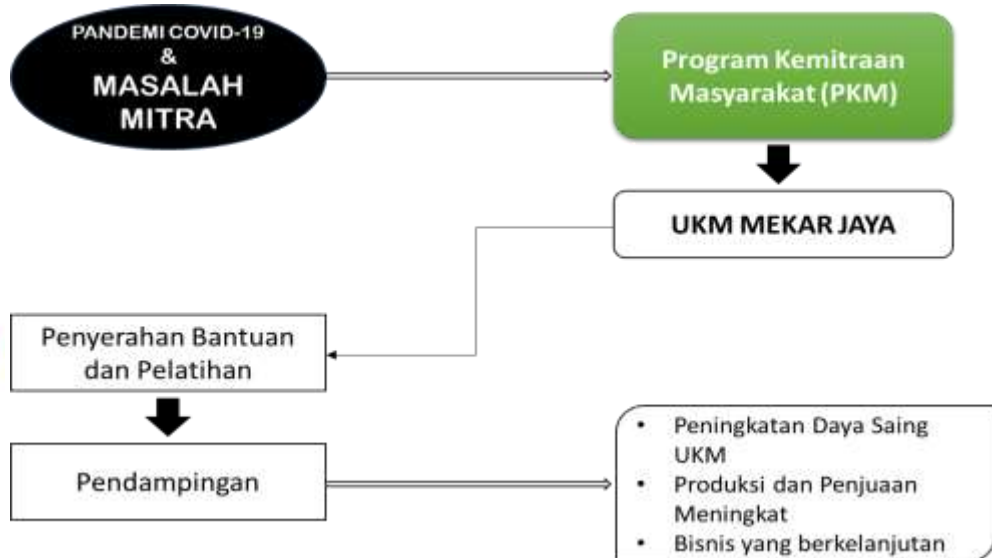 PANDEMI COVID-19
&
MASALAH
MITRA
Program Kemitraan
Masyarakat (PKM)
UKM MEKAR JAYA
Penyerahan Bantuan
dan Pelatihan
Pendampingan
• Peningkatan Daya Saing
UKM
• Produksi dan Penjuaan
Meningkat
• Bisnis yang berkelanjutan